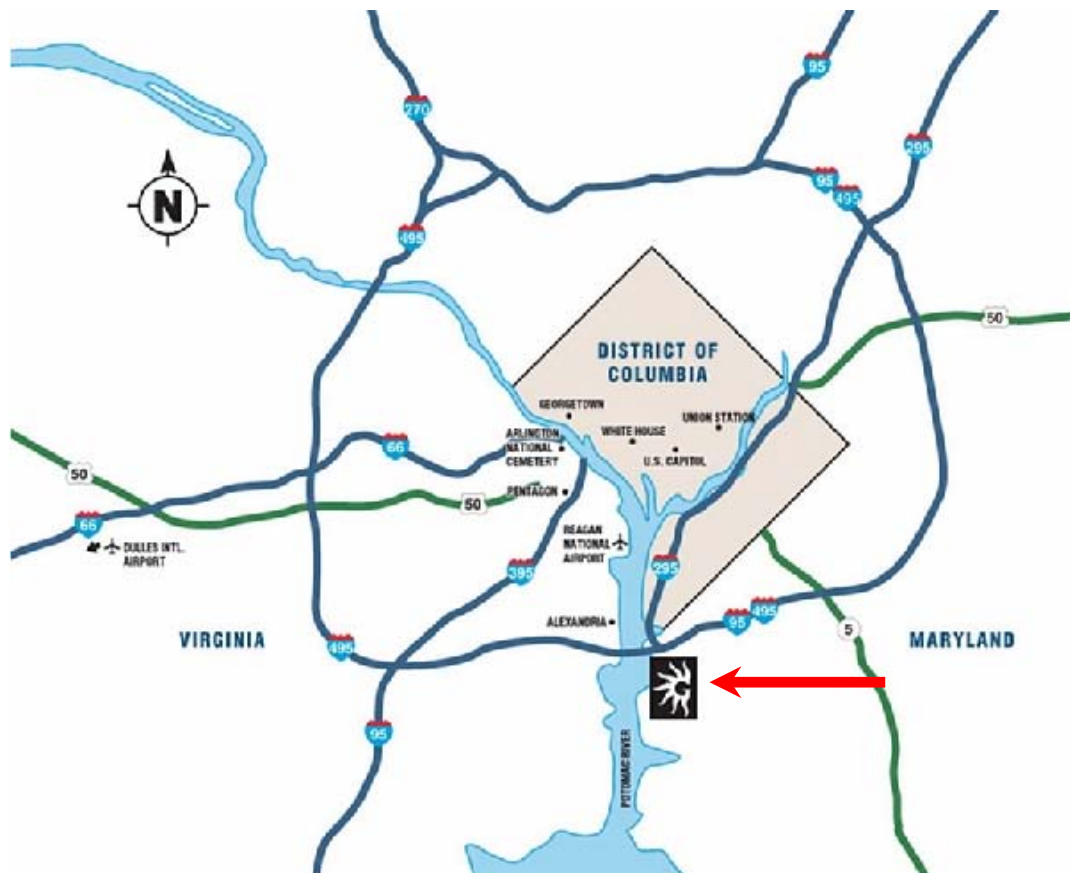 95
270
295
N
95
495
495
50
DISTRICT OF
COLUMBIA
GEORGETOWN
UNION STATION
WHITE HOUSE
ARLINGTON
NATIONAL
CEMETERY
66
U.S. CAPITOL
50
PENTAGON
50
66
DULLES INTL.
AIRPORT
REAGAN
NATIONAL
AIRPORT
395
295
ALEXANDRIA
95
495
5
VIRGINIA
MARYLAND
495
95
POTOMAC RIVER